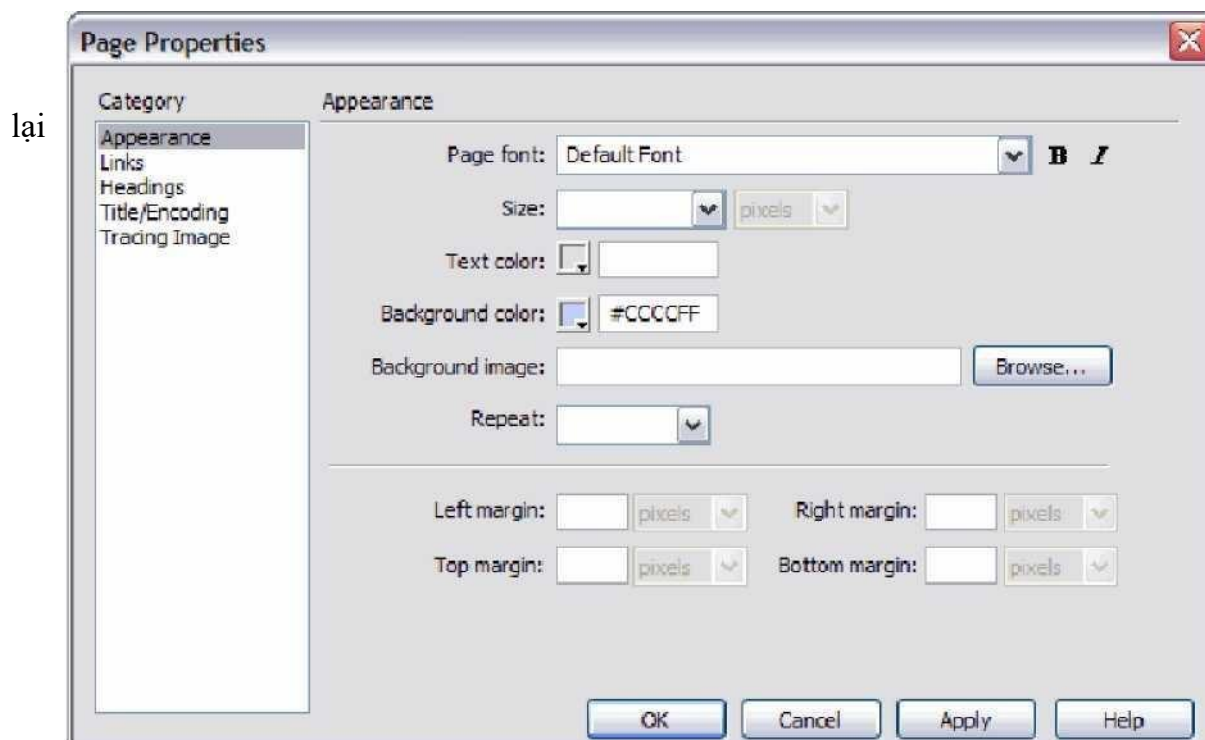 Page Properties
Category
Appearance
lại
Appearance
Links
Headings
Title/Encoding
Tracing Image
Page font: Default Font B I
Size: pixels
Text color:
Background color: #CCCCFF
Background image: Browse...
Repeat:
Left margin: pixels Right margin: pixels
Top margin: pixels Bottom margin: pixels
OK Cancel Apply Help